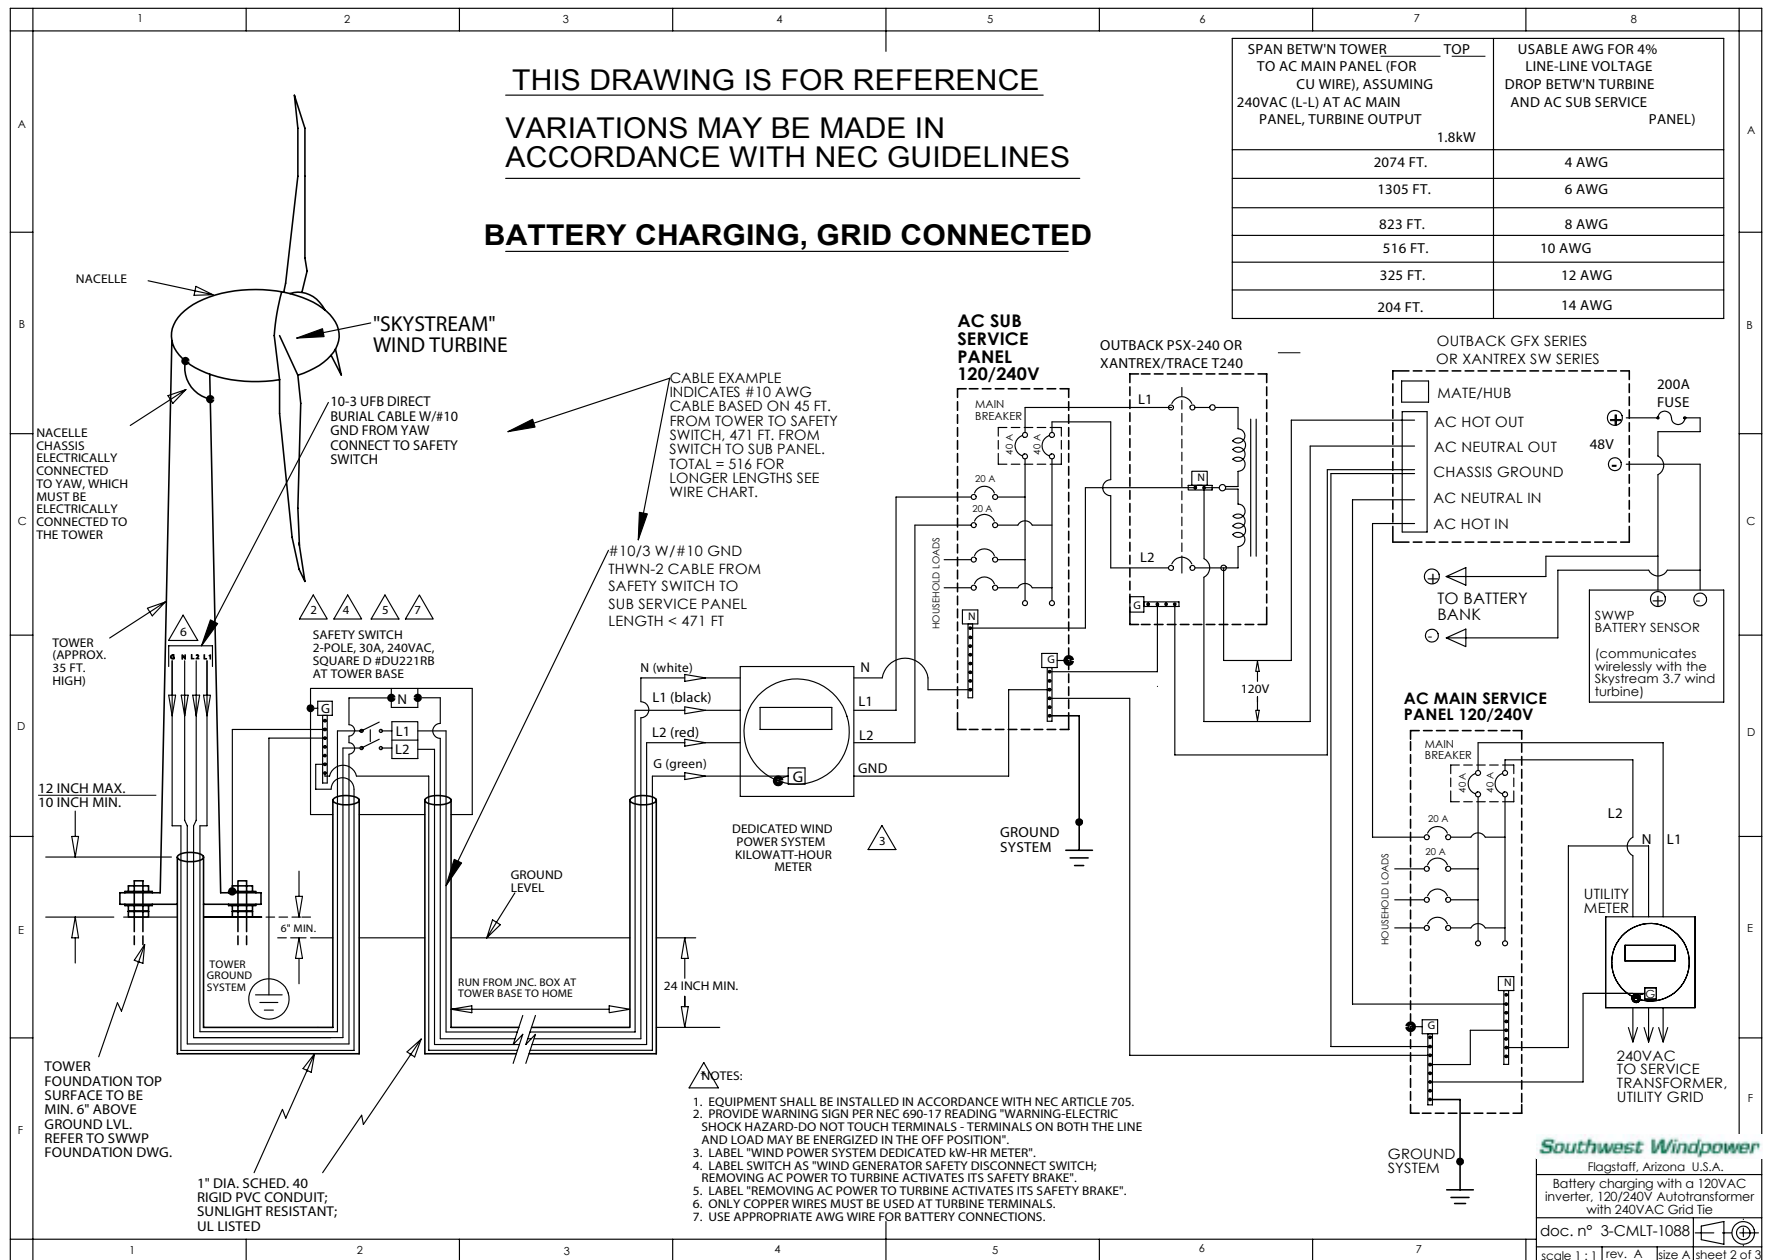 1 2 3 4 5 6 7 8
A
B
C
D
E
F
A
B
C
D
E
F
THIS DRAWING IS FOR REFERENCE
VARIATIONS MAY BE MADE IN
ACCORDANCE WITH NEC GUIDELINES
BATTERY CHARGING, GRID CONNECTED
SPAN BETW'N TOWER TOP
TO AC MAIN PANEL (FOR
CU WIRE), ASSUMING
240VAC (L-L) AT AC MAIN
PANEL, TURBINE OUTPUT
1.8kW
USABLE AWG FOR 4%
LINE-LINE VOLTAGE
DROP BETW'N TURBINE
AND AC SUB SERVICE
PANEL)
2074 FT. 4 AWG
1305 FT. 6 AWG
823 FT. 8 AWG
516 FT. 10 AWG
325 FT. 12 AWG
204 FT. 14 AWG
NACELLE
"SKYSTREAM"
WIND TURBINE
10-3 UFB DIRECT
BURIAL CABLE W/#10
GND FROM YAW
CONNECT TO SAFETY
SWITCH
NACELLE
CHASSIS
ELECTRICALLY
CONNECTED
TO YAW, WHICH
MUST BE
ELECTRICALLY
CONNECTED TO
THE TOWER
CABLE EXAMPLE
INDICATES #10 AWG
CABLE BASED ON 45 FT.
FROM TOWER TO SAFETY
SWITCH, 471 FT. FROM
SWITCH TO SUB PANEL.
TOTAL = 516 FOR
LONGER LENGTHS SEE
WIRE CHART.
#10/3 W/#10 GND
THWN-2 CABLE FROM
SAFETY SWITCH TO
SUB SERVICE PANEL
LENGTH < 471 FT
TOWER
(APPROX.
35 FT.
HIGH)
6
G N L2 L1
2 4 5 7
SAFETY SWITCH
2-POLE, 30A, 240VAC,
SQUARE D #DU221RB
AT TOWER BASE
G
N
L1
L2
12 INCH MAX.
10 INCH MIN.
6" MIN.
TOWER
GROUND
SYSTEM
GROUND
LEVEL
RUN FROM JNC. BOX AT
TOWER BASE TO HOME
24 INCH MIN.
TOWER
FOUNDATION TOP
SURFACE TO BE
MIN. 6" ABOVE
GROUND LVL.
REFER TO SWWP
FOUNDATION DWG.
1" DIA. SCHED. 40
RIGID PVC CONDUIT;
SUNLIGHT RESISTANT;
UL LISTED
N (white)
L1 (black)
L2 (red)
G (green)
G
N
L1
L2
GND
DEDICATED WIND
POWER SYSTEM
KILOWATT-HOUR
METER
3
AC SUB
SERVICE
PANEL
120/240V
MAIN
BREAKER
40 A
40 A
20 A
20 A
HOUSEHOLD LOADS
N
G
GROUND
SYSTEM
OUTBACK PSX-240 OR
XANTREX/TRACE T240
L1
N
L2
G
120V
OUTBACK GFX SERIES
OR XANTREX SW SERIES
MATE/HUB
AC HOT OUT
AC NEUTRAL OUT
CHASSIS GROUND
AC NEUTRAL IN
AC HOT IN
+
48V
-
200A
FUSE
+
TO BATTERY
BANK
-
+ -
SWWP
BATTERY SENSOR
(communicates
wirelessly with the
Skystream 3.7 wind
turbine)
AC MAIN SERVICE
PANEL 120/240V
MAIN
BREAKER
40 A
40 A
20 A
20 A
HOUSEHOLD LOADS
N
G
L2
N L1
UTILITY
METER
G
240VAC
TO SERVICE
TRANSFORMER,
UTILITY GRID
GROUND
SYSTEM
NOTES:
1. EQUIPMENT SHALL BE INSTALLED IN ACCORDANCE WITH NEC ARTICLE 705.
2. PROVIDE WARNING SIGN PER NEC 690-17 READING "WARNING-ELECTRIC
SHOCK HAZARD-DO NOT TOUCH TERMINALS - TERMINALS ON BOTH THE LINE
AND LOAD MAY BE ENERGIZED IN THE OFF POSITION".
3. LABEL "WIND POWER SYSTEM DEDICATED kW-HR METER".
4. LABEL SWITCH AS "WIND GENERATOR SAFETY DISCONNECT SWITCH;
REMOVING AC POWER TO TURBINE ACTIVATES ITS SAFETY BRAKE".
5. LABEL "REMOVING AC POWER TO TURBINE ACTIVATES ITS SAFETY BRAKE".
6. ONLY COPPER WIRES MUST BE USED AT TURBINE TERMINALS.
7. USE APPROPRIATE AWG WIRE FOR BATTERY CONNECTIONS.
Southwest Windpower
Flagstaff, Arizona U.S.A.
Battery charging with a 120VAC
inverter, 120/240V Autotransformer
with 240VAC Grid Tie
doc. n° 3-CMLT-1088
scale 1 : 1 rev. A size A sheet 2 of 3
1 2 3 4 5 6 7